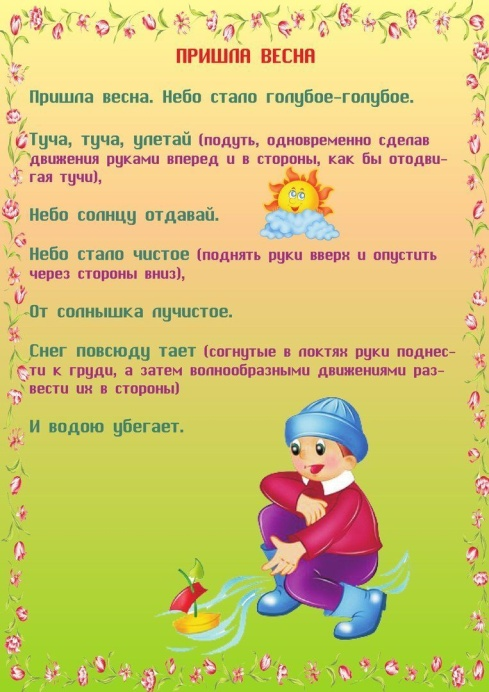 ПРИШЛА ВЕСНА
Пришла весна. Небо стало голубое-голубое.
Туча, туча, улетай (подуть, одновременно сделав
движения руками вперед и в стороны, как бы отодви-
гая тучи),
Небо солнцу отдавай.
Небо стало чистое (поднять руки вверх и опустить
через стороны вниз),
От солнышка лучистое.
Снег повсюду тает (согнутые в локтях руки поднес-
ти к груди, а затем волнообразными движениями раз-
вести их в стороны)
И водою убегает.